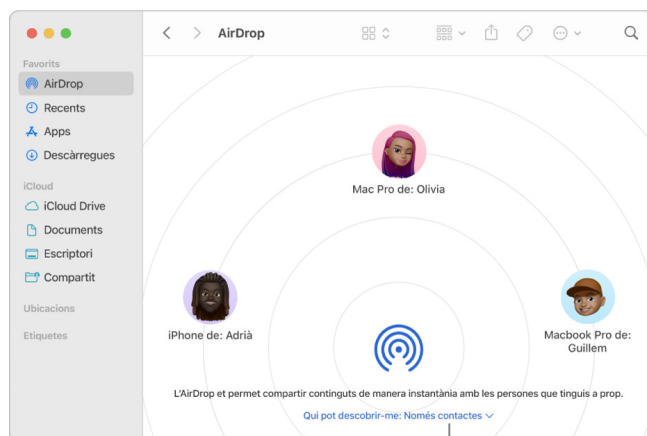 AirDrop
Favorits
AirDrop
Recents
Apps
Descàrregues
iCloud
iCloud Drive
Documents
Escriptori
Compartit
Ubicacions
Etiquetes
Mac Pro de: Olivia
iPhone de: Adrià
Macbook Pro de:
Guillem
L'AirDrop et permet compartir continguts de manera instantània amb les persones que tinguis a prop.
Qui pot descobrir-me: Només contactes